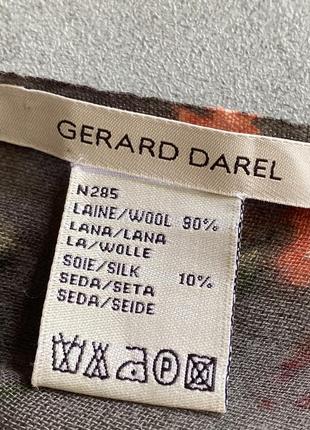 GERARD DAREL
N285
LAINE/WOOL 90%
LANA/LANA
LA/WOLLE
SOIE/SILK 10%
SEDA/SETA
SEDA/SEIDE
P